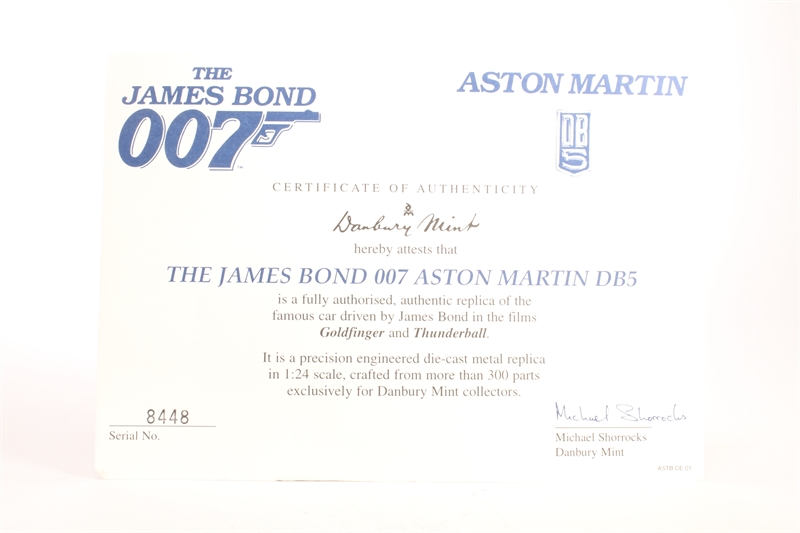 THE
JAMES BOND
007
™
ASTON MARTIN
DB
5
CERTIFICATE OF AUTHENTICITY
Danbury Mint
hereby attests that
THE JAMES BOND 007 ASTON MARTIN DB5
is a fully authorised, authentic replica of the
famous car driven by James Bond in the films
Goldfinger and Thunderball.
It is a precision engineered die-cast metal replica
in 1:24 scale, crafted from more than 300 parts
exclusively for Danbury Mint collectors.
8448
Serial No.
Michael Shorrocks
Michael Shorrocks
Danbury Mint